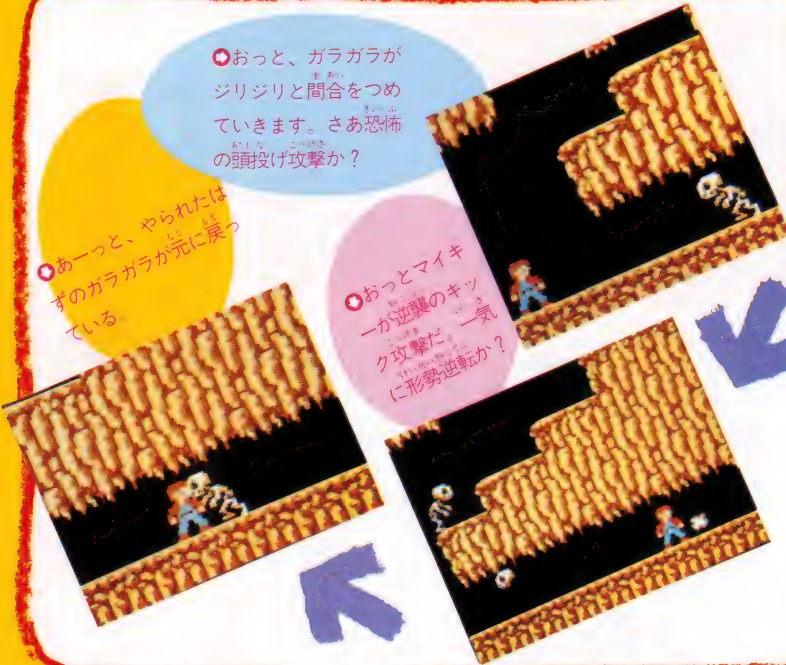 ➲おっと、ガラガラが
ジリジリと間合をつめ
ていきます。さあ恐怖
の頭投げ攻撃か？
➲おっとマイキ
ーが逆襲のキッ
ク攻撃だ。一気
に形勢逆転か？
➲あーっと、やられたは
ずのガラガラが元に戻っ
ている。